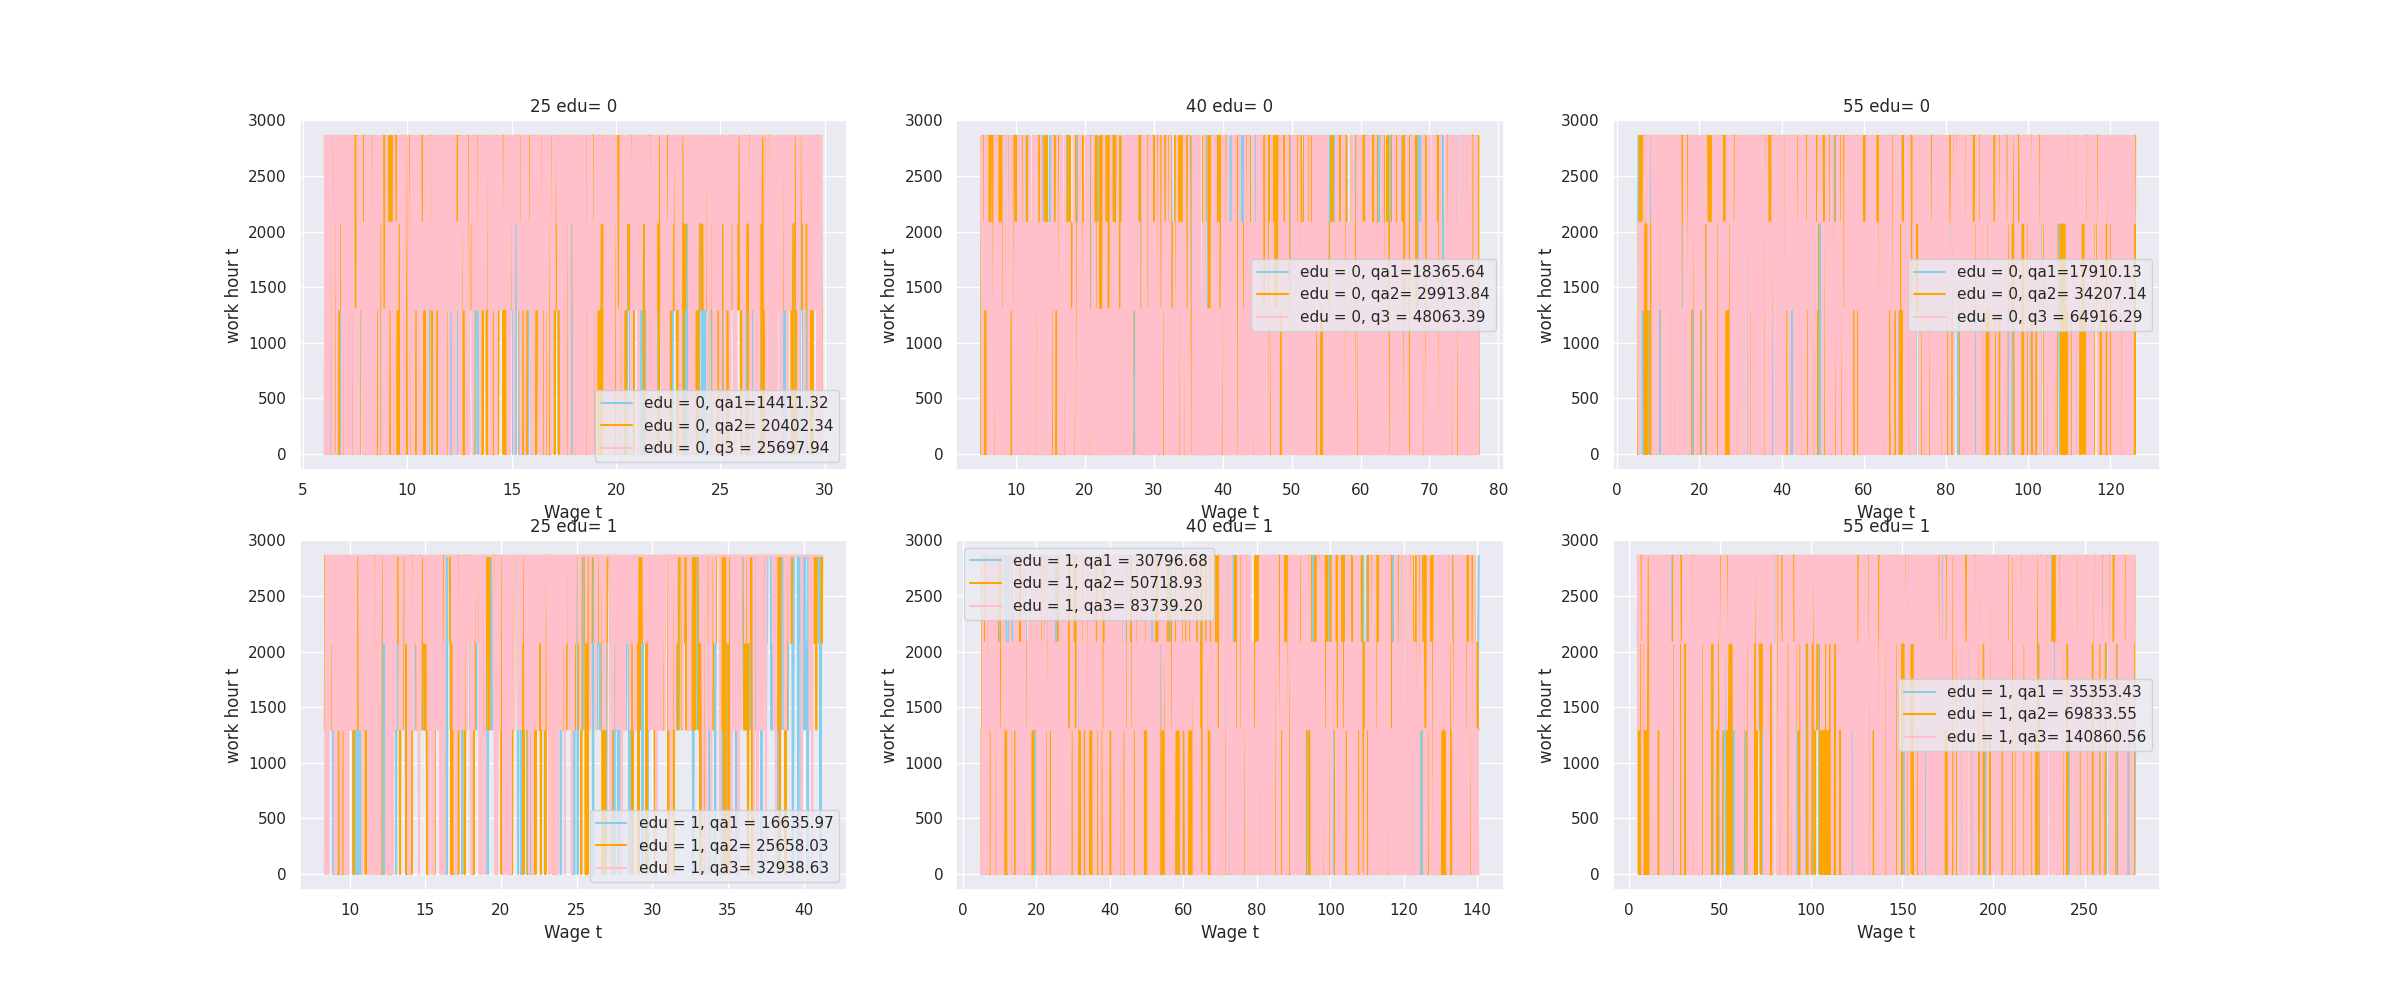 25 edu= 0
3000
2500
2000
1500
1000
500
0
work hour t
edu = 0, qa1=14411.32
edu = 0, qa2= 20402.34
edu = 0, q3 = 25697.94
5 10 15 20 25 30
Wage t
40 edu= 0
3000
2500
2000
1500
1000
500
0
work hour t
edu = 0, qa1=18365.64
edu = 0, qa2= 29913.84
edu = 0, q3 = 48063.39
10 20 30 40 50 60 70 80
Wage t
55 edu= 0
3000
2500
2000
1500
1000
500
0
work hour t
edu = 0, qa1=17910.13
edu = 0, qa2= 34207.14
edu = 0, q3 = 64916.29
0 20 40 60 80 100 120
Wage t
25 edu= 1
3000
2500
2000
1500
1000
500
0
work hour t
edu = 1, qa1 = 16635.97
edu = 1, qa2= 25658.03
edu = 1, qa3= 32938.63
10 15 20 25 30 35 40
Wage t
40 edu= 1
3000
2500
2000
1500
1000
500
0
work hour t
edu = 1, qa1 = 30796.68
edu = 1, qa2= 50718.93
edu = 1, qa3= 83739.20
0 20 40 60 80 100 120 140
Wage t
55 edu= 1
3000
2500
2000
1500
1000
500
0
work hour t
edu = 1, qa1 = 35353.43
edu = 1, qa2= 69833.55
edu = 1, qa3= 140860.56
0 50 100 150 200 250
Wage t